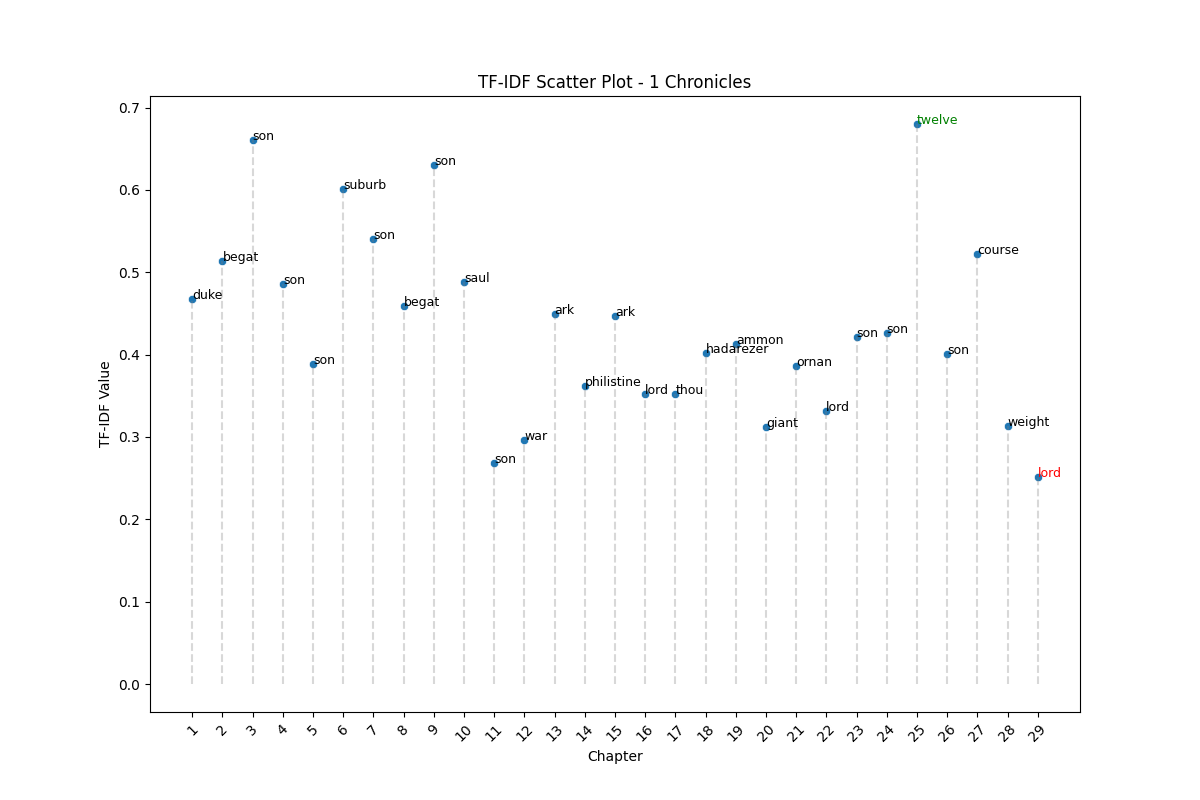 TF-IDF Scatter Plot - 1 Chronicles
TF-IDF Value
0.7
0.6
0.5
0.4
0.3
0.2
0.1
0.0
duke
begat
son
son
son
suburb
son
begat
son
saul
son
war
ark
philistine
ark
lord
thou
hadarezer
ammon
giant
ornan
lord
son
son
twelve
son
course
weight
lord
1 2 3 4 5 6 7 8 9 10 11 12 13 14 15 16 17 18 19 20 21 22 23 24 25 26 27 28 29
Chapter